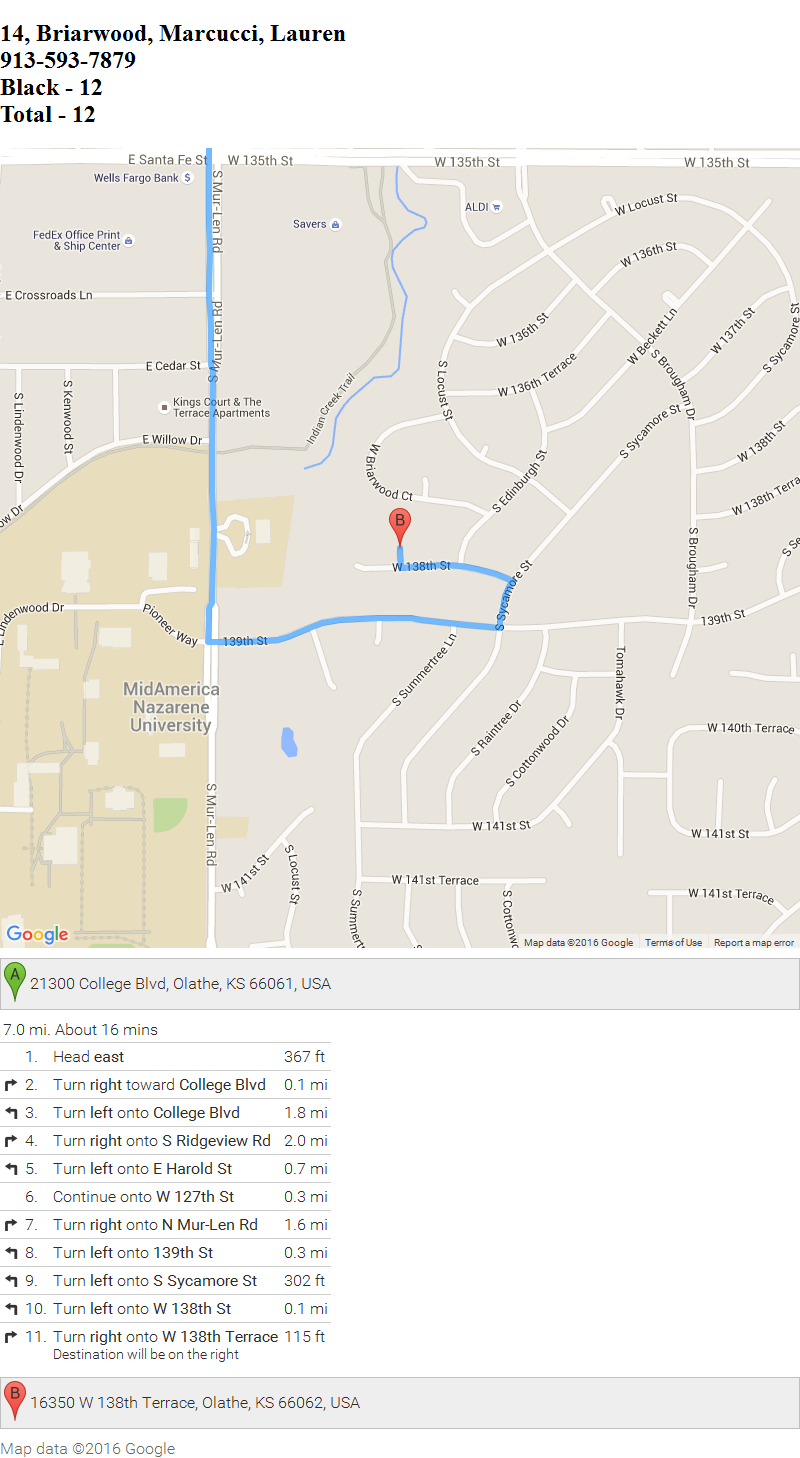 14, Briarwood, Marcucci, Lauren
913-593-7879
Black - 12
Total - 12
E Santa Fe St
W 135th St
W 135th St
W 135th St
Wells Fargo Bank
S Mur-Len Rd
ALDI
W Locust St
Savers
FedEx Office Print
& Ship Center
W 136th St
E Crossroads Ln
S Mur-Len Rd
W 136th St
W Beckett Ln
W 137th St
S Sycamore St
E Cedar St
S Locust St
W 136th Terrace
S Brougham Dr
Indian Creek Trail
Kings Court & The
Terrace Apartments
S Lindenwood Dr
S Kenwood St
E Willow Dr
S Sycamore St
W 138th St
W Briarwood Ct
S Edinburgh St
W 138th Terra
ow Dr
B
W 138th St
S Sycamore St
S Brougham Dr
S Se
Lindenwood Dr
Pioneer Way
139th St
139th St
S Summertree Ln
Tomahawk Dr
MidAmerica
Nazarene
University
S Raintree Dr
S Cottonwood Dr
W 140th Terrace
S Mur-Len Rd
W 141st St
W 141st St
W 141st St
S Locust St
W 141st Terrace
W 141st Terrace
S Summert
S Cottonwo
Google
Map data ©2016 Google
Terms of Use
Report a map error
A
21300 College Blvd, Olathe, KS 66061, USA
7.0 mi. About 16 mins
1. Head east 367 ft
2. Turn right toward College Blvd 0.1 mi
3. Turn left onto College Blvd 1.8 mi
4. Turn right onto S Ridgeview Rd 2.0 mi
5. Turn left onto E Harold St 0.7 mi
6. Continue onto W 127th St 0.3 mi
7. Turn right onto N Mur-Len Rd 1.6 mi
8. Turn left onto 139th St 0.3 mi
9. Turn left onto S Sycamore St 302 ft
10. Turn left onto W 138th St 0.1 mi
11. Turn right onto W 138th Terrace 115 ft
Destination will be on the right
B
16350 W 138th Terrace, Olathe, KS 66062, USA
Map data ©2016 Google